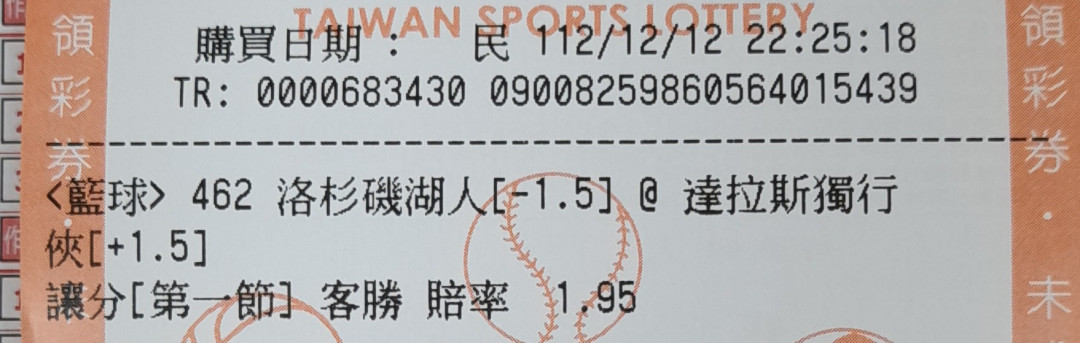 TAIWAN SPORTS LOTTERY
購買日期 : 民 112/12/12 22:25:18
TR: 0000683430 09008259860564015439
<籃球> 462 洛杉磯湖人[-1.5] @ 達拉斯獨行
俠[+1.5]
讓分[第一節] 客勝 賠率 1.95
領彩券·
領彩券·未